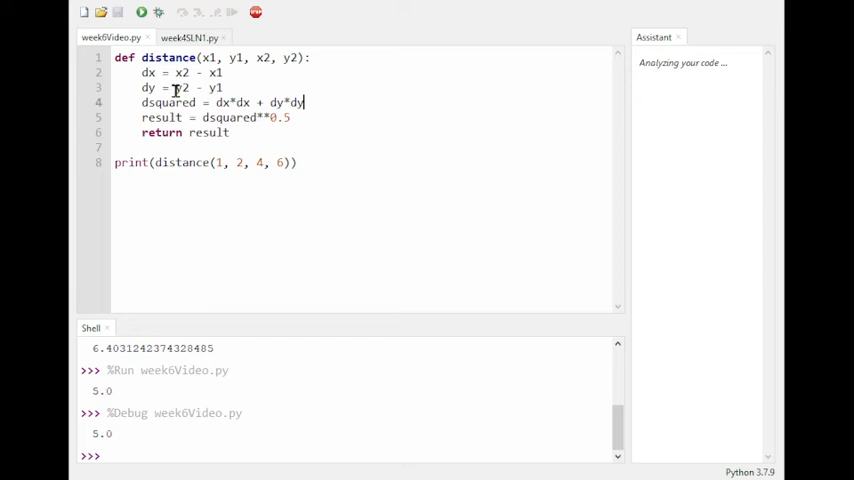 week6Video.py × week4SLN1.py ×
Assistant ×
1 def distance(x1, y1, x2, y2):
2 dx = x2 - x1
3 dy = y2 - y1
4 dsquared = dx*dx + dy*dy
5 result = dsquared**0.5
6 return result
7
8 print(distance(1, 2, 4, 6))
Analyzing your code ...
Shell ×
6.4031242374328485
>>> %Run week6Video.py
5.0
>>> %Debug week6Video.py
5.0
>>>
Python 3.7.9